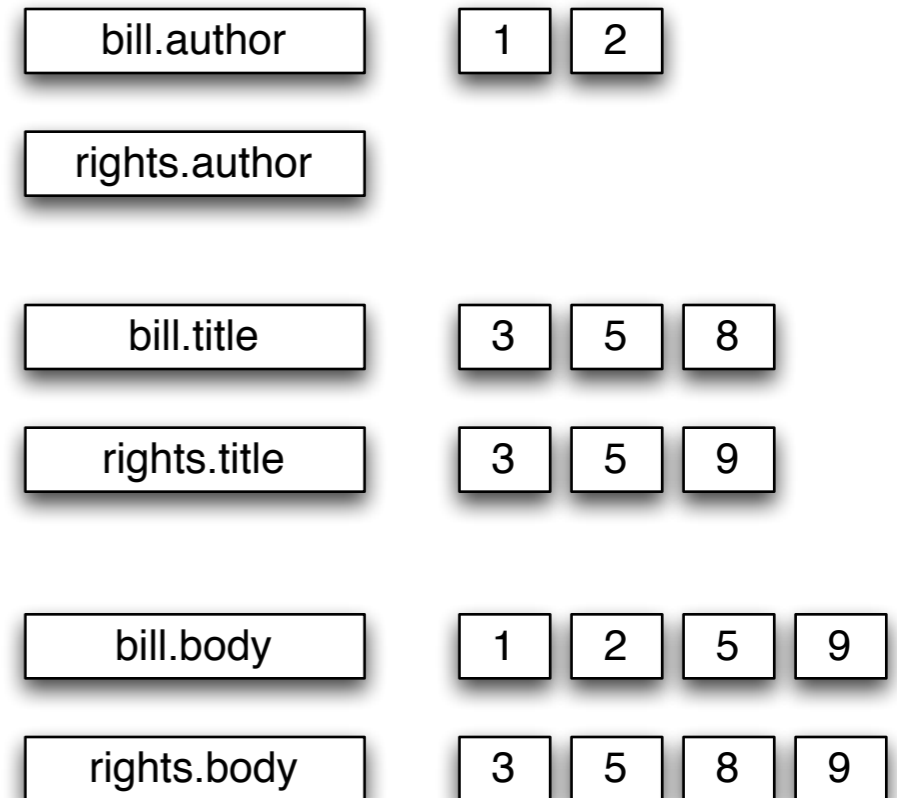 bill.author 1 2
rights.author
bill.title 3 5 8
rights.title 3 5 9
bill.body 1 2 5 9
rights.body 3 5 8 9